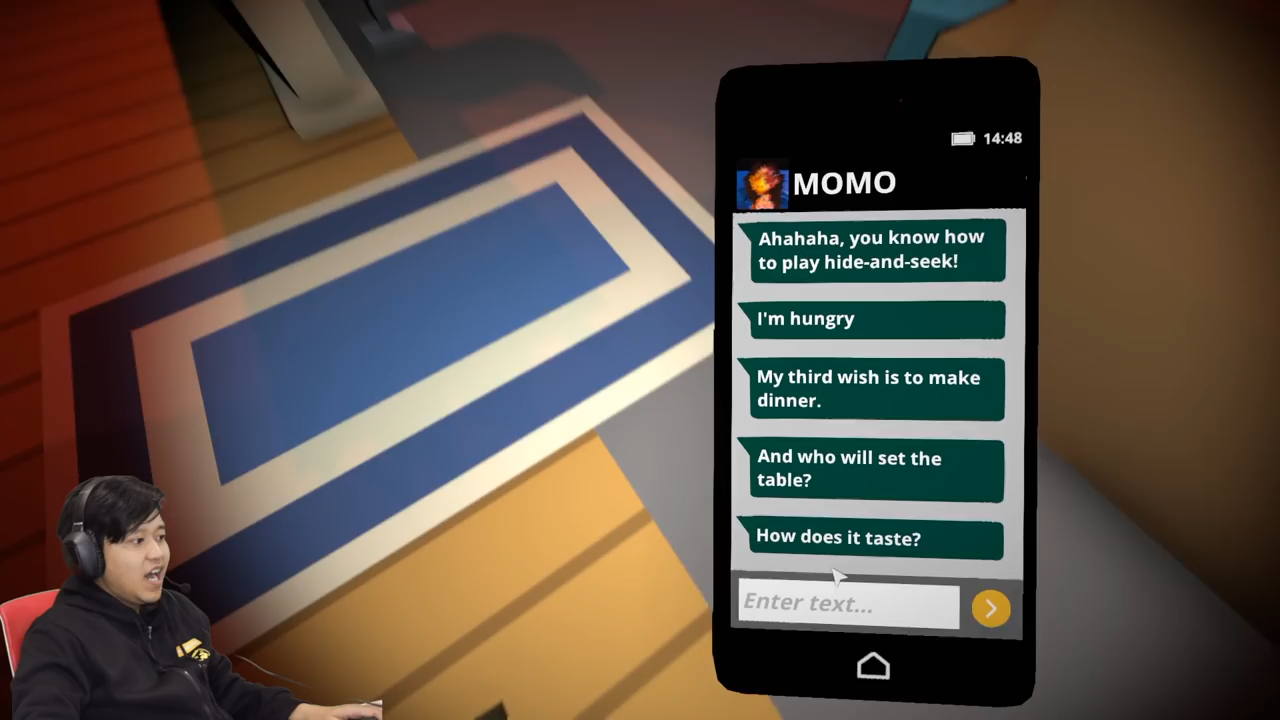 14:48
MOMO
Ahahaha, you know how
to play hide-and-seek!
I'm hungry
My third wish is to make
dinner.
And who will set the
table?
How does it taste?
Enter text...